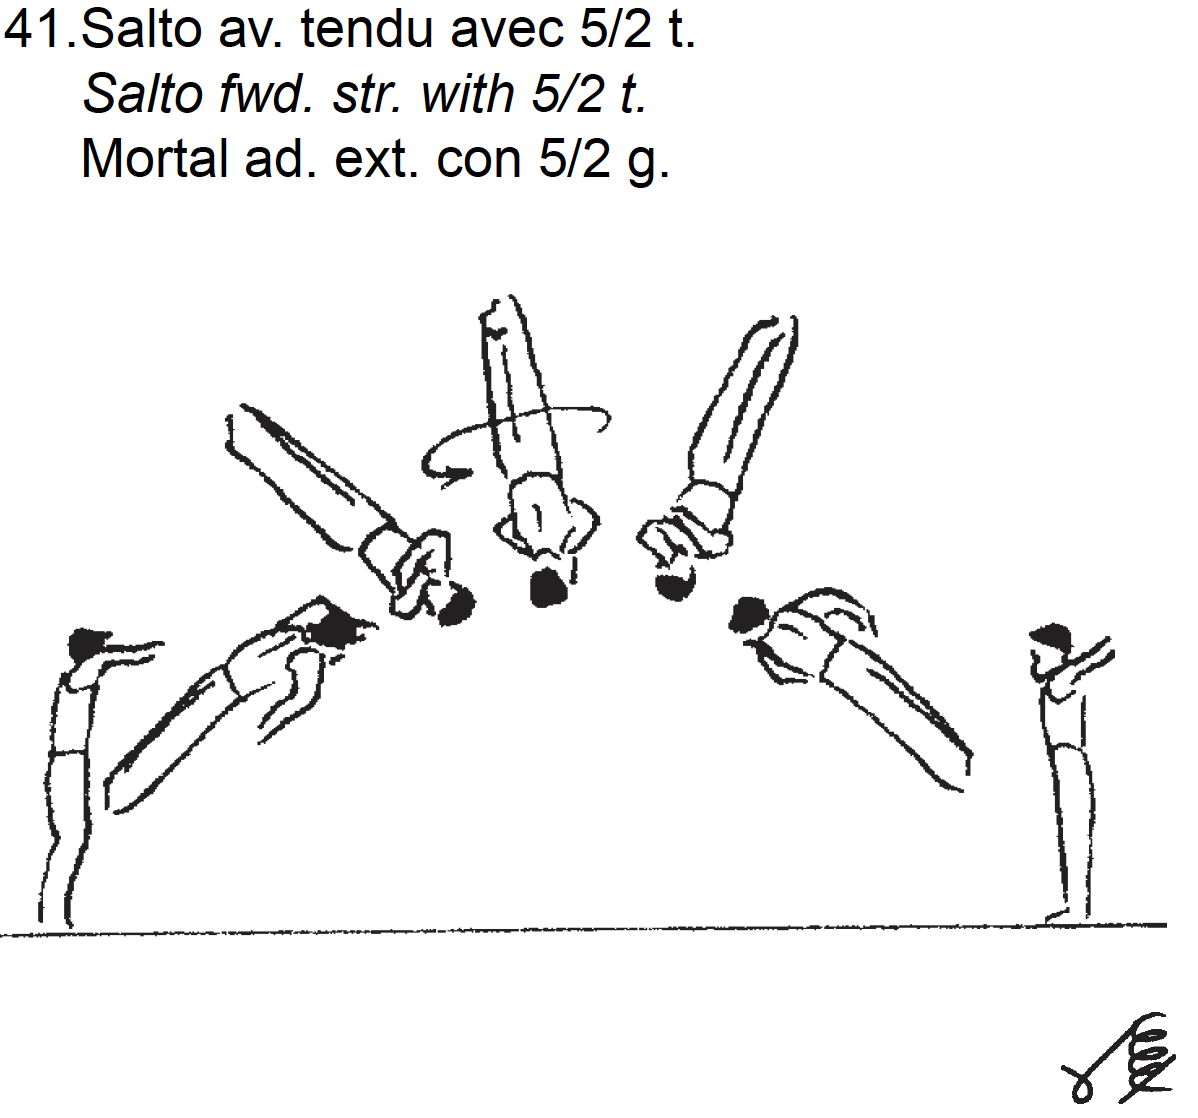 41.Salto av. tendu avec 5/2 t.
Salto fwd. str. with 5/2 t.
Mortal ad. ext. con 5/2 g.